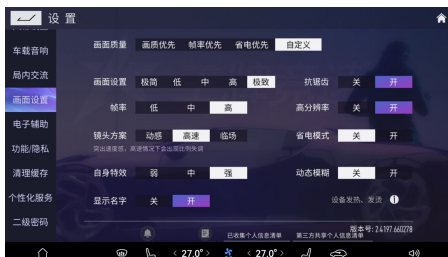 设 置
车载音响
局内交流
画面设置
电子辅助
功能/隐私
清理缓存
个性化服务
二级密码
画面质量 画质优先 帧率优先 省电优先 自定义
画面设置 极简 低 中 高 极致 抗锯齿 关 开
帧率 低 中 高 高分辨率 关 开
镜头方案 动感 高速 临场 省电模式 关 开
突出速度感,高速情况下会出现比例失调
自身特效 弱 中 强 动态模糊 关 开
显示名字 关 开 设备发热、发烫
版本号: 2.4197.660278
已收集个人信息清单 第三方共享个人信息清单
< 27.0° > < 27.0° >